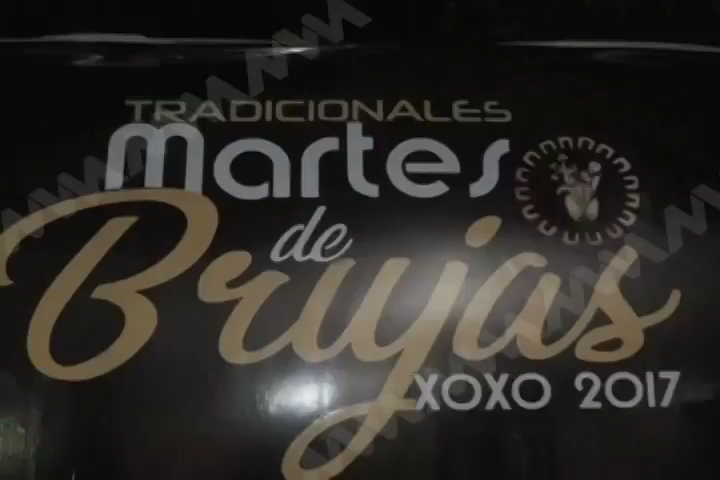 TRADICIONALES
Martes
de
Brujas
XOXO 2017